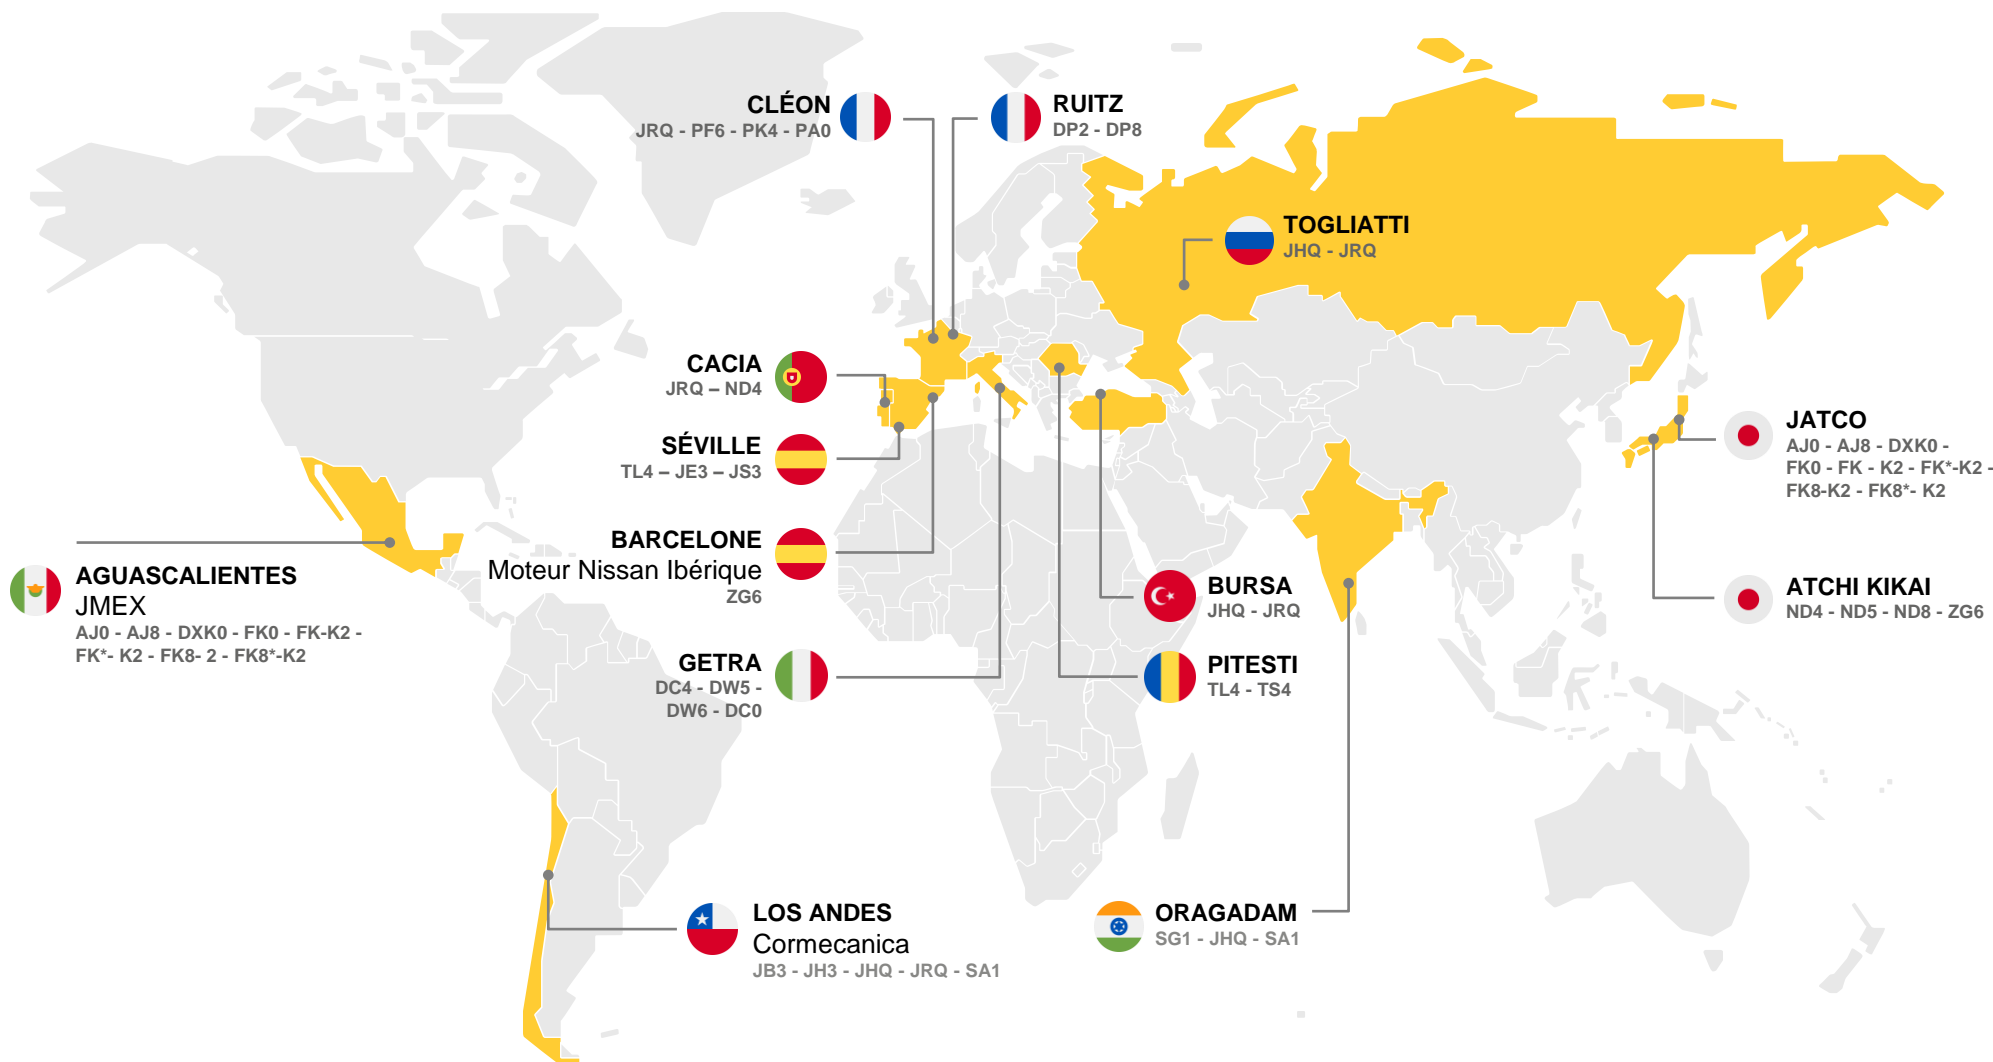 CLÉON
JRQ - PF6 - PK4 - PA0
RUITZ
DP2 - DP8
TOGLIATTI
JHQ - JRQ
CACIA
JRQ – ND4
SÉVILLE
TL4 – JE3 – JS3
BARCELONE
Moteur Nissan Ibérique
ZG6
GETRA
DC4 - DW5 -
DW6 - DC0
AGUASCALIENTES
JMEX
AJ0 - AJ8 - DXK0 - FK0 - FK-K2 -
FK*- K2 - FK8- 2 - FK8*-K2
BURSA
JHQ - JRQ
PITESTI
TL4 - TS4
JATCO
AJ0 - AJ8 - DXK0 -
FK0 - FK - K2 - FK*-K2 -
FK8-K2 - FK8*- K2
ATCHI KIKAI
ND4 - ND5 - ND8 - ZG6
LOS ANDES
Cormecanica
JB3 - JH3 - JHQ - JRQ - SA1
ORAGADAM
SG1 - JHQ - SA1